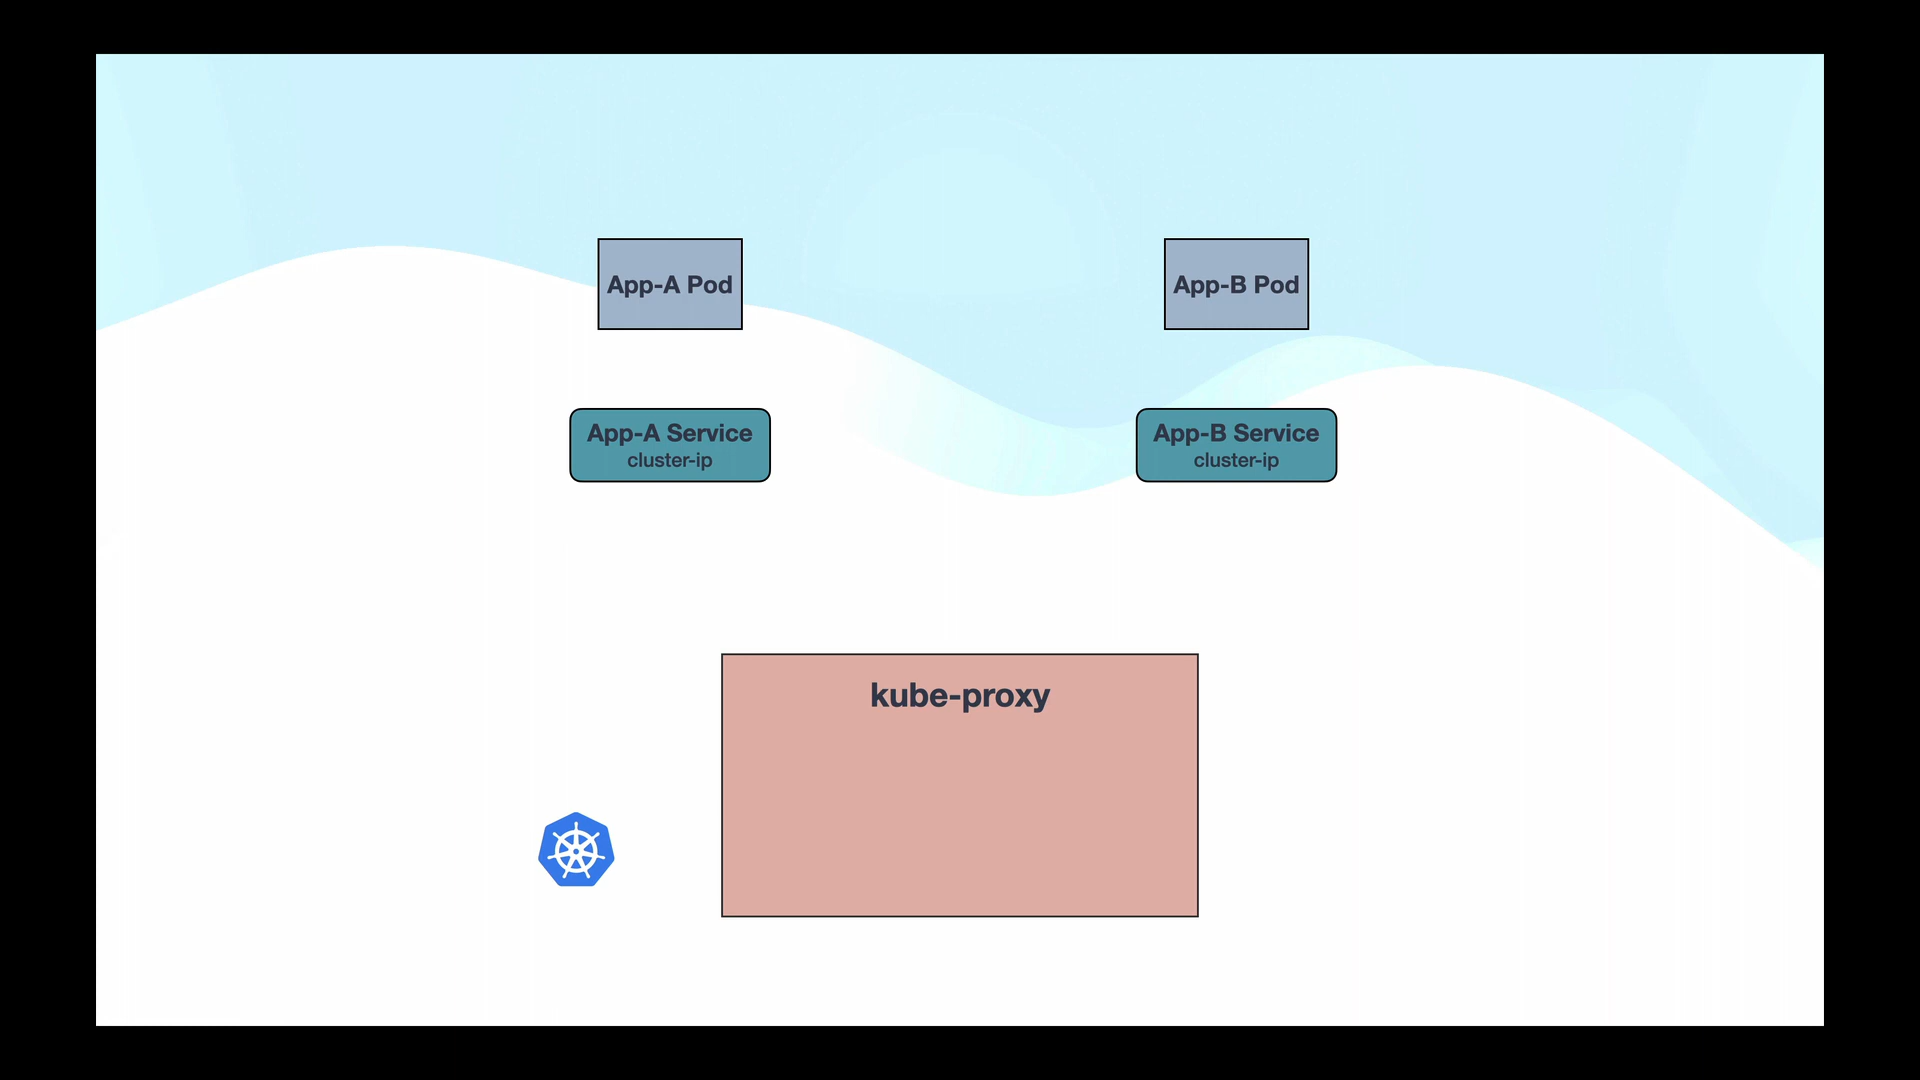 App-A Pod
App-B Pod
App-A Service
cluster-ip
App-B Service
cluster-ip
kube-proxy